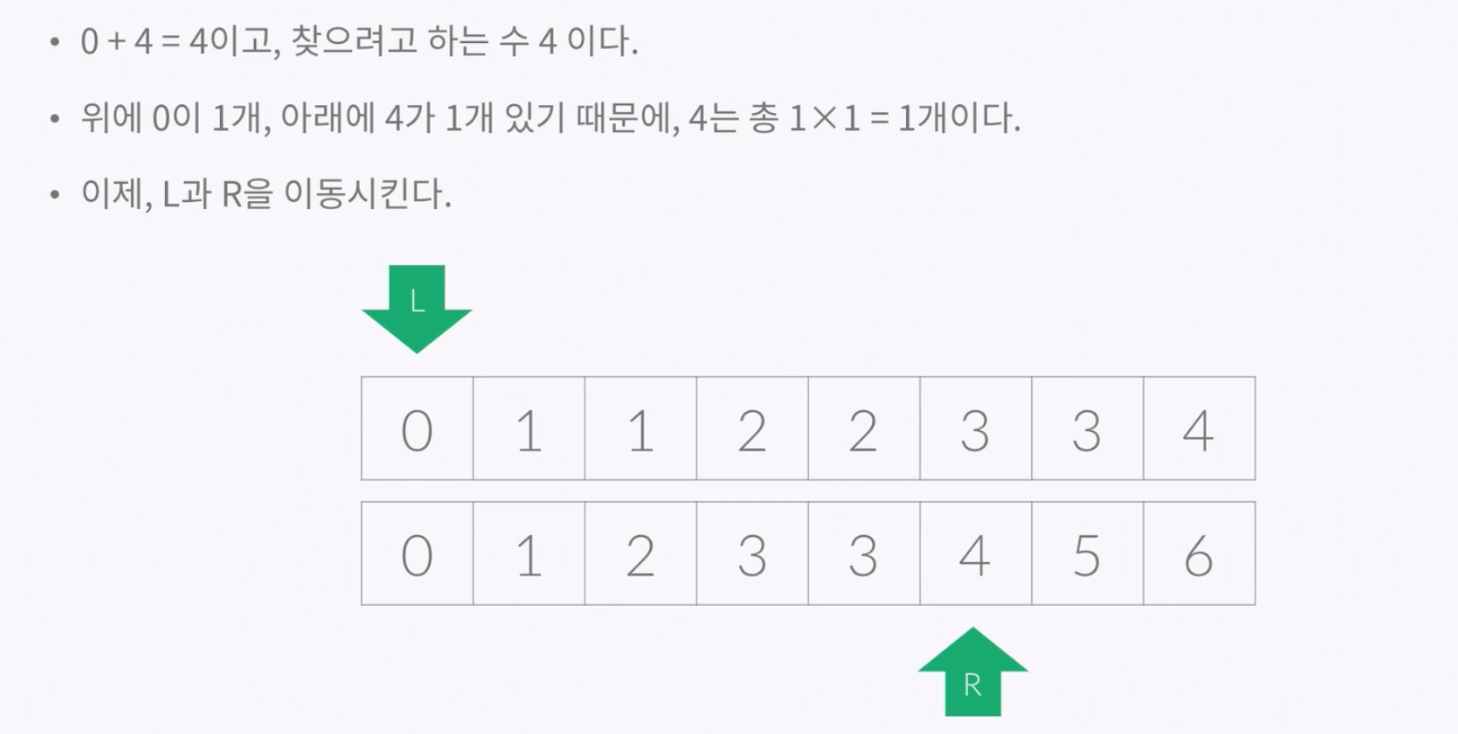 • 0 + 4 = 4이고, 찾으려고 하는 수 4 이다.
• 위에 0이 1개, 아래에 4가 1개 있기 때문에, 4는 총 1×1 = 1개이다.
• 이제, L과 R을 이동시킨다.
L
0 1 1 2 2 3 3 4
0 1 2 3 3 4 5 6
R